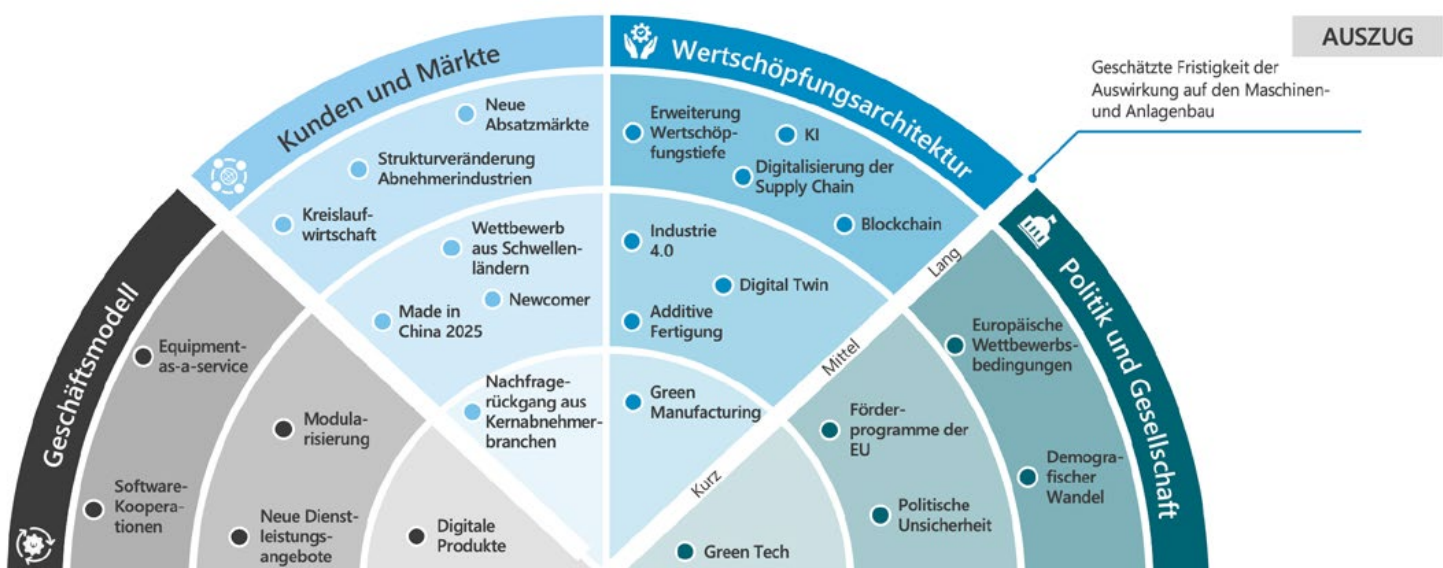 AUSZUG
Geschätzte Fristigkeit der
Auswirkung auf den Maschinen-
und Anlagenbau
Geschäftsmodell
Equipment-
as-a-service
Software-
Koopera-
tionen
Modula-
risierung
Neue Dienst-
leistungs-
angebote
Digitale
Produkte
Kunden und Märkte
Neue
Absatzmärkte
Strukturveränderung
Abnehmerindustrien
Kreislauf-
wirtschaft
Wettbewerb
aus Schwellen-
ländern
Newcomer
Made in
China 2025
Nachfrage-
rückgang aus
Kernabnehmer-
branchen
Wertschöpfungsarchitektur
Erweiterung
Wertschöp-
fungstiefe
KI
Digitalisierung der
Supply Chain
Blockchain
Industrie
4.0
Digital Twin
Additive
Fertigung
Green
Manufacturing
Lang
Mittel
Kurz
Politik und Gesellschaft
Europäische
Wettbewerbs-
bedingungen
Demogra-
fischer
Wandel
Förder-
programme der
EU
Politische
Unsicherheit
Green Tech